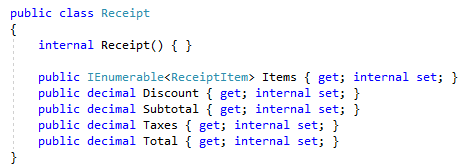 public class Receipt
{
    internal Receipt() { }

    public IEnumerable<ReceiptItem> Items { get; internal set; }
    public decimal Discount { get; internal set; }
    public decimal Subtotal { get; internal set; }
    public decimal Taxes { get; internal set; }
    public decimal Total { get; internal set; }
}